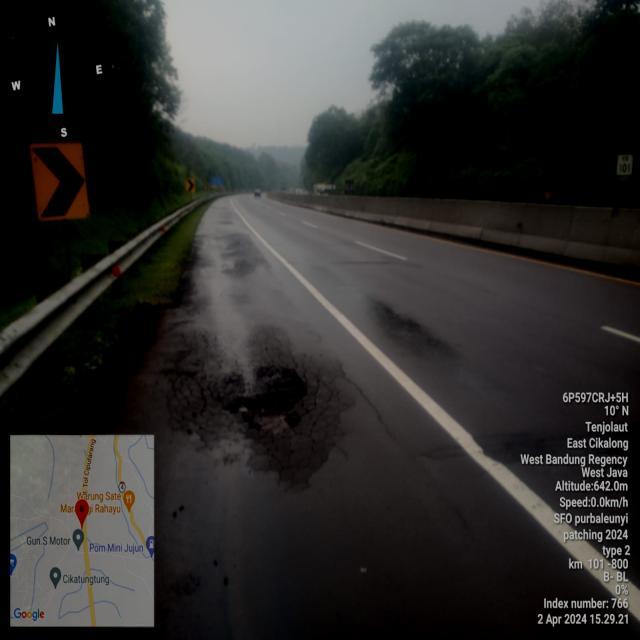 N
W
E
S
101
6P597CRJ+5H
10° N
Tenjolaut
East Cikalong
West Bandung Regency
West Java
Altitude:642.0m
Speed:0.0km/h
SFO purbaleunyi
patching 2024
type 2
km 101-800
B- BL
0%
Index number: 766
2 Apr 2024 15.29.21
Warung Sate
Rahayu
Gun.S Motor
Pom Mini Jujun
Cikatungtung
Google